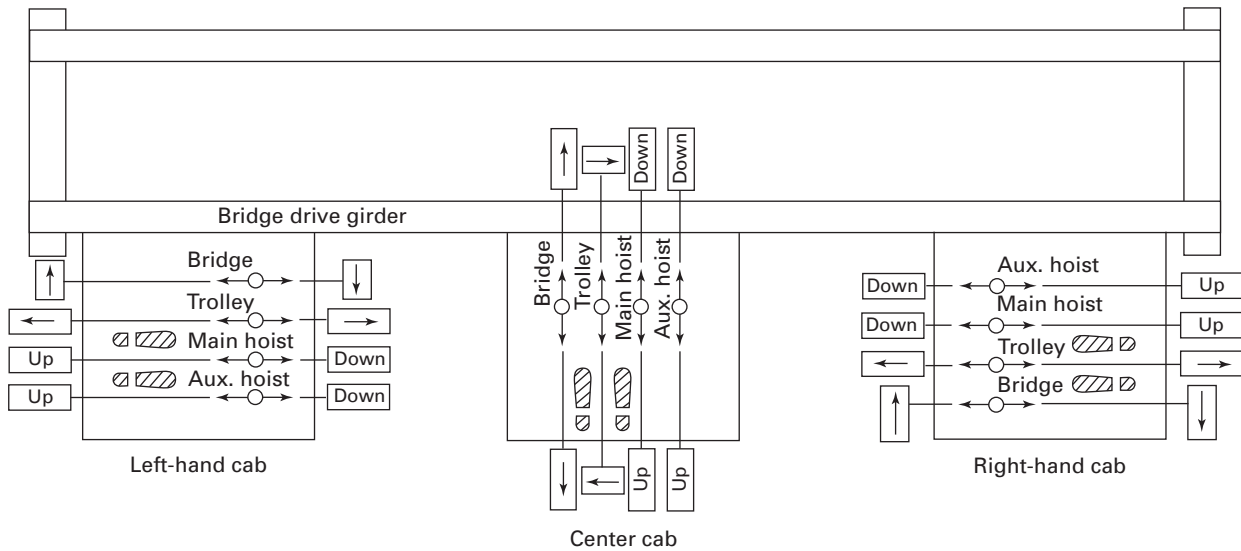 Down
Down
Bridge drive girder
Bridge
Trolley
Main hoist
Aux. hoist
Up
Down
Up
Down
Left-hand cab
Bridge
Trolley
Main hoist
Aux. hoist
Up
Up
Center cab
Aux. hoist
Down
Up
Main hoist
Down
Up
Trolley
Bridge
Right-hand cab